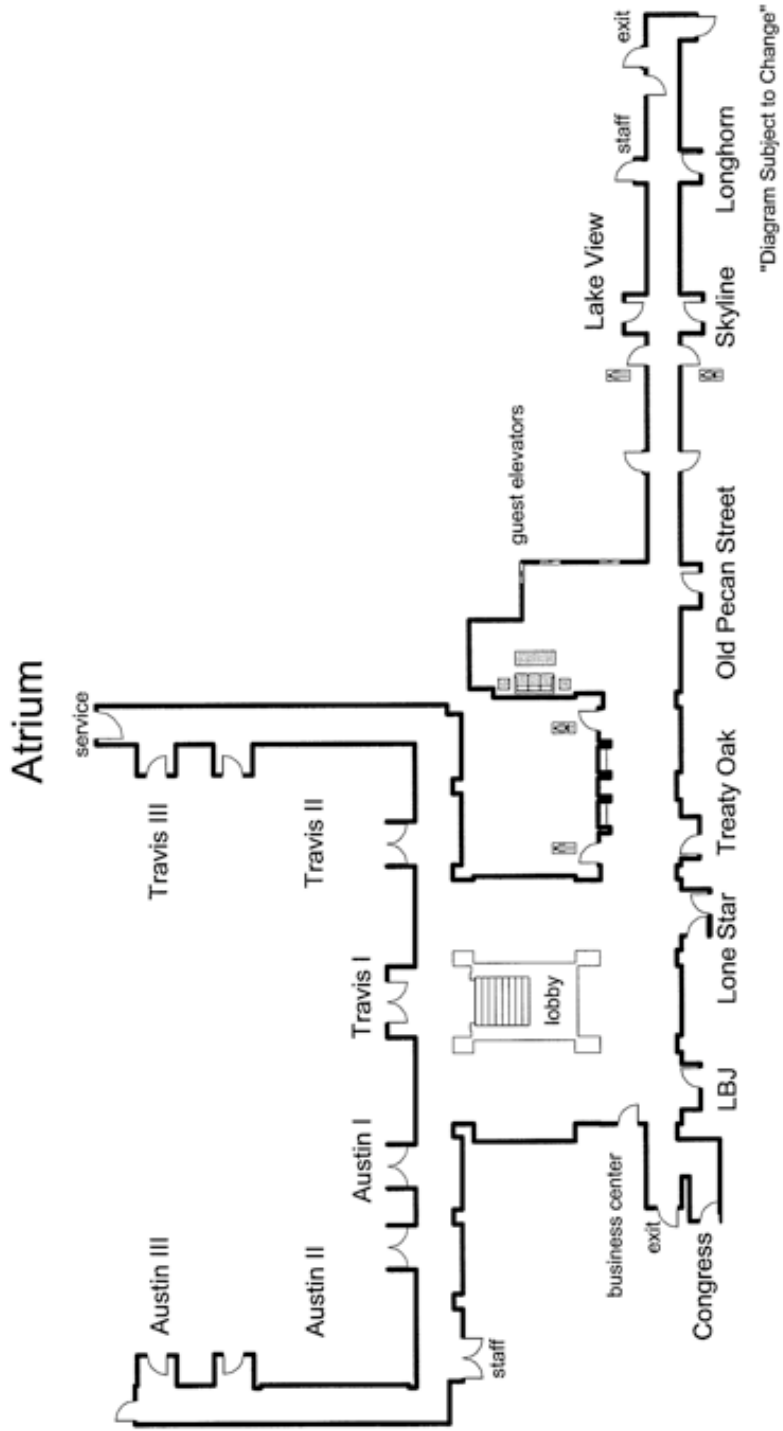 Atrium
service
Austin III
Travis III
Austin II
Travis II
Austin I
Travis I
staff
lobby
guest elevators
business center
exit
Lake View
staff
exit
Congress
LBJ
Lone Star
Treaty Oak
Old Pecan Street
Skyline
Longhorn
"Diagram Subject to Change"